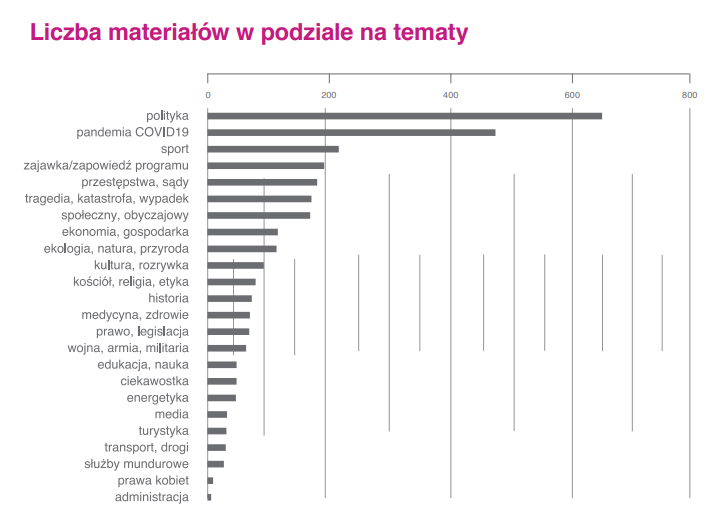 Liczba materiałów w podziale na tematy
0 200 400 600 800
polityka
pandemia COVID19
sport
zajawka/zapowiedź programu
przestępstwa, sądy
tragedia, katastrofa, wypadek
społeczny, obyczajowy
ekonomia, gospodarka
ekologia, natura, przyroda
kultura, rozrywka
kościół, religia, etyka
historia
medycyna, zdrowie
prawo, legislacja
wojna, armia, militaria
edukacja, nauka
ciekawostka
energetyka
media
turystyka
transport, drogi
służby mundurowe
prawa kobiet
administracja